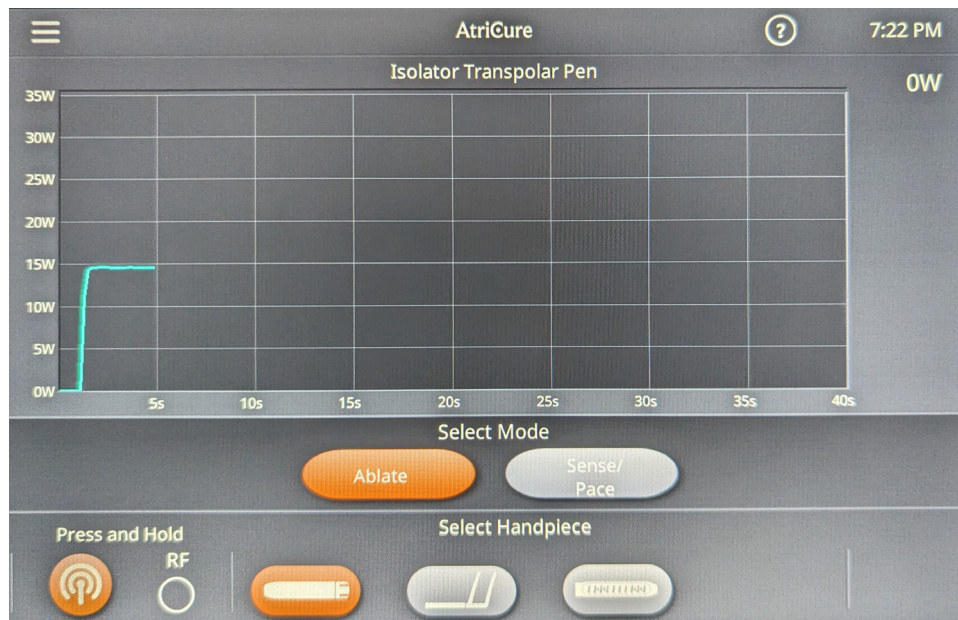 AtriCure
?
7:22 PM
Isolator Transpolar Pen
0W
35W
30W
25W
20W
15W
10W
5W
0W
5s
10s
15s
20s
25s
30s
35s
40s
Select Mode
Ablate
Sense/
Pace
Press and Hold
RF
Select Handpiece